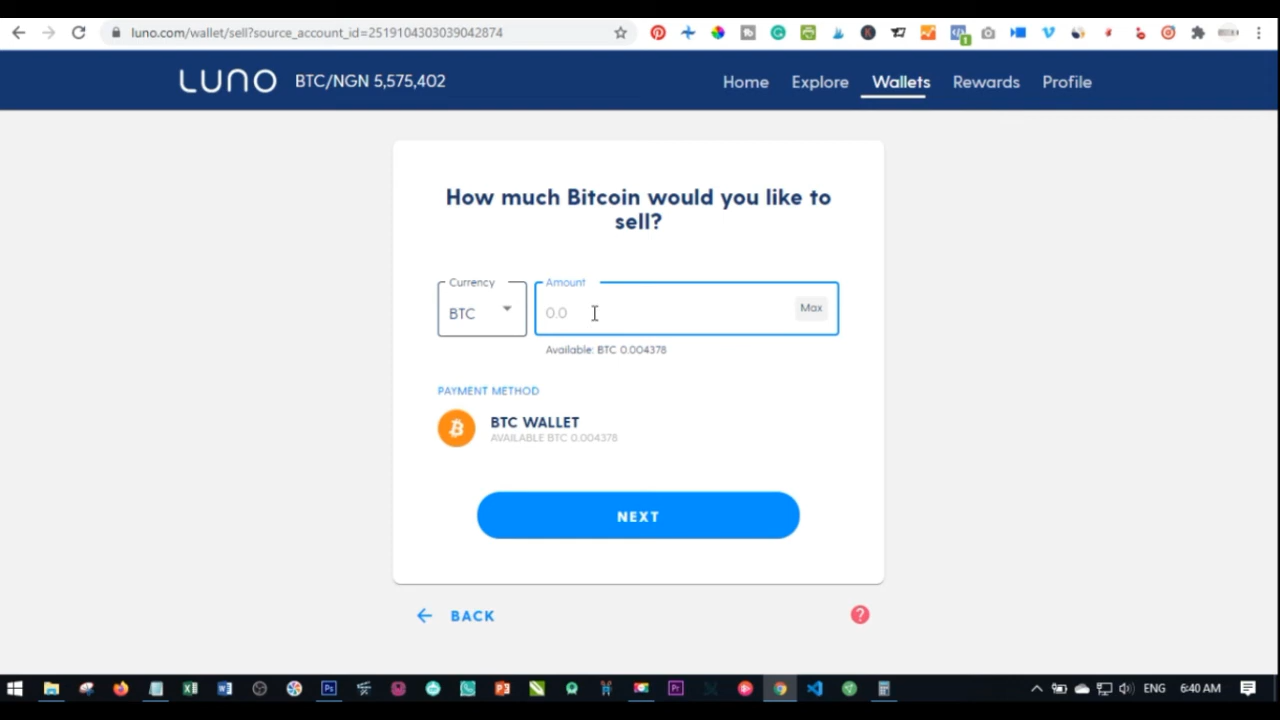 luno.com/wallet/sell?source_account_id=2519104303039042874
LUNO BTC/NGN 5,575,402 Home Explore Wallets Rewards Profile
How much Bitcoin would you like to
sell?
Currency Amount
BTC 0.0 Max
Available: BTC 0.004378
PAYMENT METHOD
BTC WALLET
AVAILABLE BTC 0.004378
NEXT
BACK ?
ENG 6:40 AM